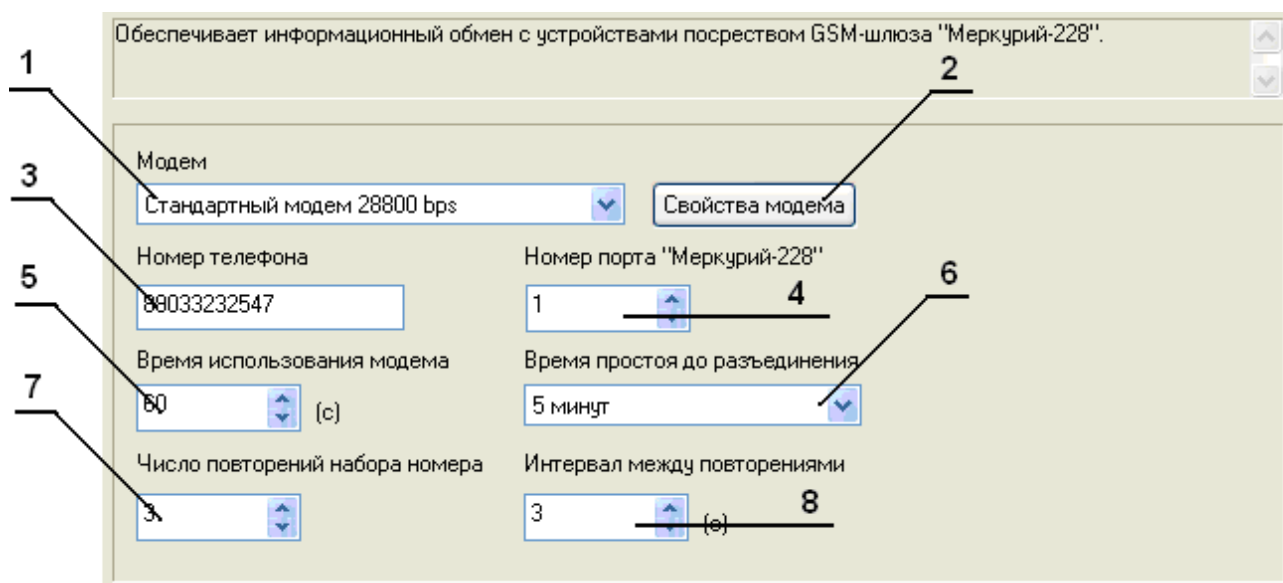 Обеспечивает информационный обмен с устройствами посреством GSM-шлюза "Меркурий-228".
1
2
Модем
3
Стандартный модем 28800 bps
Свойства модема
Номер телефона
Номер порта "Меркурий-228"
5
6
88033232547
1
4
Время использования модема
Время простоя до разъединения
7
60
(с)
5 минут
Число повторений набора номера
Интервал между повторениями
3
3
8
(с)